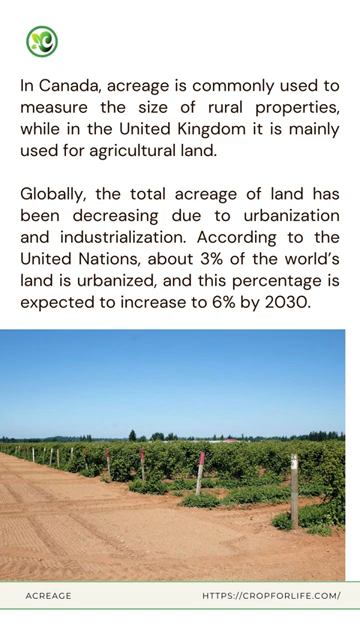 In Canada, acreage is commonly used to
measure the size of rural properties,
while in the United Kingdom it is mainly
used for agricultural land.
Globally, the total acreage of land has
been decreasing due to urbanization
and industrialization. According to the
United Nations, about 3% of the world's
land is urbanized, and this percentage is
expected to increase to 6% by 2030.
ACREAGE HTTPS://CROPFORLIFE.COM/